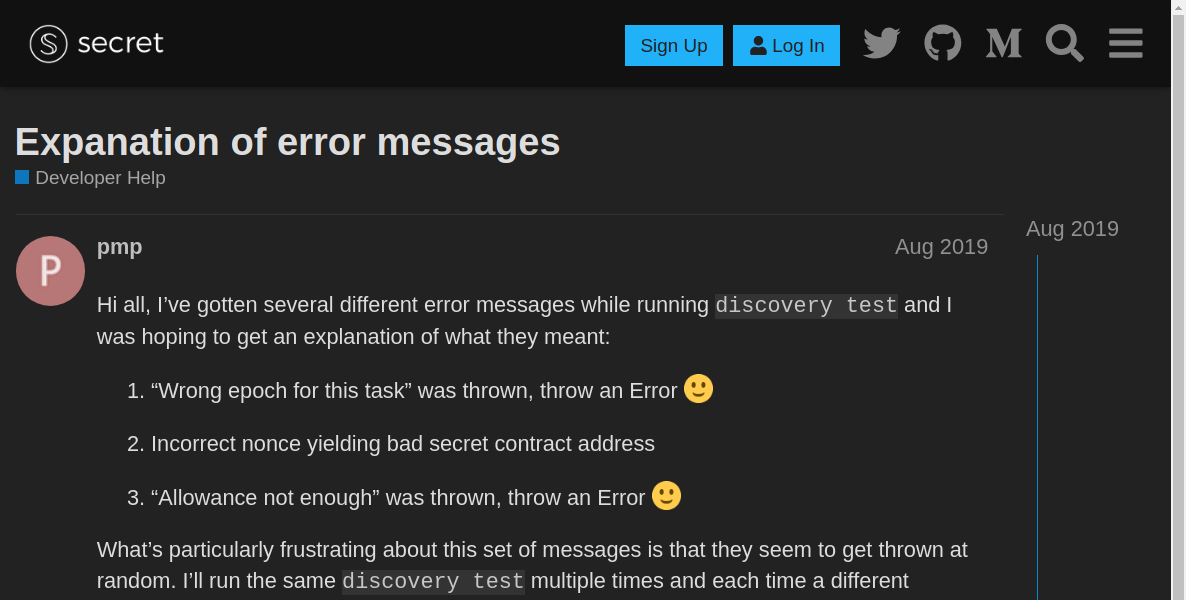 secret
Sign Up
Log In
Expanation of error messages
Developer Help
Aug 2019
P
pmp
Aug 2019
Hi all, I’ve gotten several different error messages while running discovery test and I
was hoping to get an explanation of what they meant:
1. “Wrong epoch for this task” was thrown, throw an Error 🙂
2. Incorrect nonce yielding bad secret contract address
3. “Allowance not enough” was thrown, throw an Error 🙂
What’s particularly frustrating about this set of messages is that they seem to get thrown at
random. I’ll run the same discovery test multiple times and each time a different